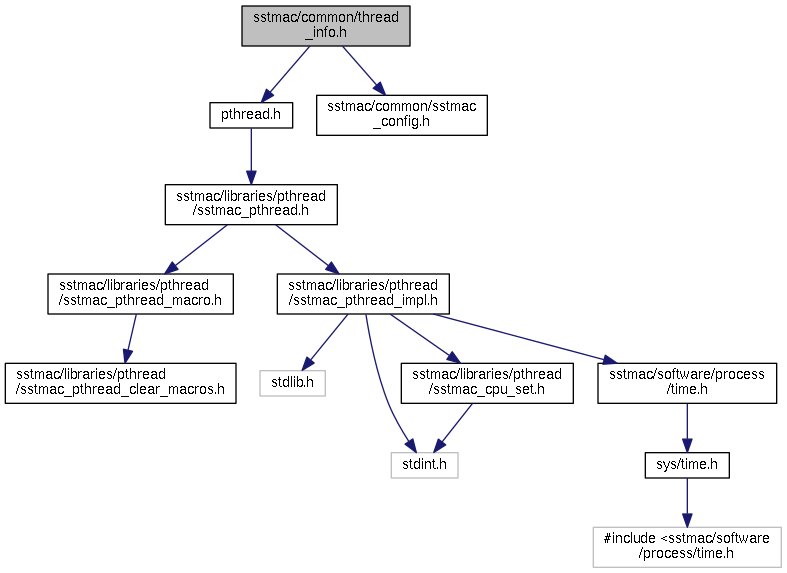 sstmac/common/thread
_info.h
pthread.h
sstmac/common/sstmac
_config.h
sstmac/libraries/pthread
/sstmac_pthread.h
sstmac/libraries/pthread
/sstmac_pthread_macro.h
sstmac/libraries/pthread
/sstmac_pthread_impl.h
sstmac/libraries/pthread
/sstmac_pthread_clear_macros.h
stdlib.h
sstmac/libraries/pthread
/sstmac_cpu_set.h
sstmac/software/process
/time.h
stdint.h
sys/time.h
#include <sstmac/software
/process/time.h